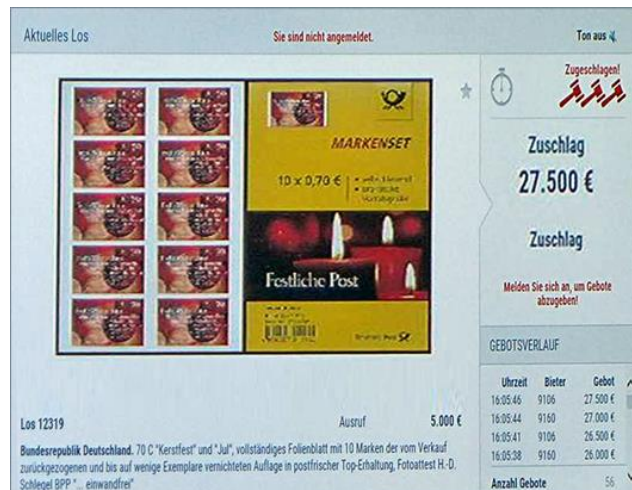 Aktuelles Los
Sie sind nicht angemeldet.
Ton aus
Zugeschlagen!
MARKENSET
10 x 0,70 €
Festliche Post
Zuschlag
27.500 €
Zuschlag
Melden Sie sich an, um Gebote
abzugeben!
GEBOTSVERLAUF
Uhrzeit Bieter Gebot
16:05:46 9106 27.500 €
16:05:44 9160 27.000 €
16:05:41 9106 26.500 €
16:05:38 9160 26.000 €
Anzahl Gebote 56
Los 12319 Ausruf 5.000 €
Bundesrepublik Deutschland. 70 C "Kerstfest" und "Jul", vollständiges Folienblatt mit 10 Marken der vom Verkauf
zurückgezogenen und bis auf wenige Exemplare vernichteten Auflage in postfrischer Top-Erhaltung, Fotoattest H.-D.
Schlegel BPP "... einwandfrei"